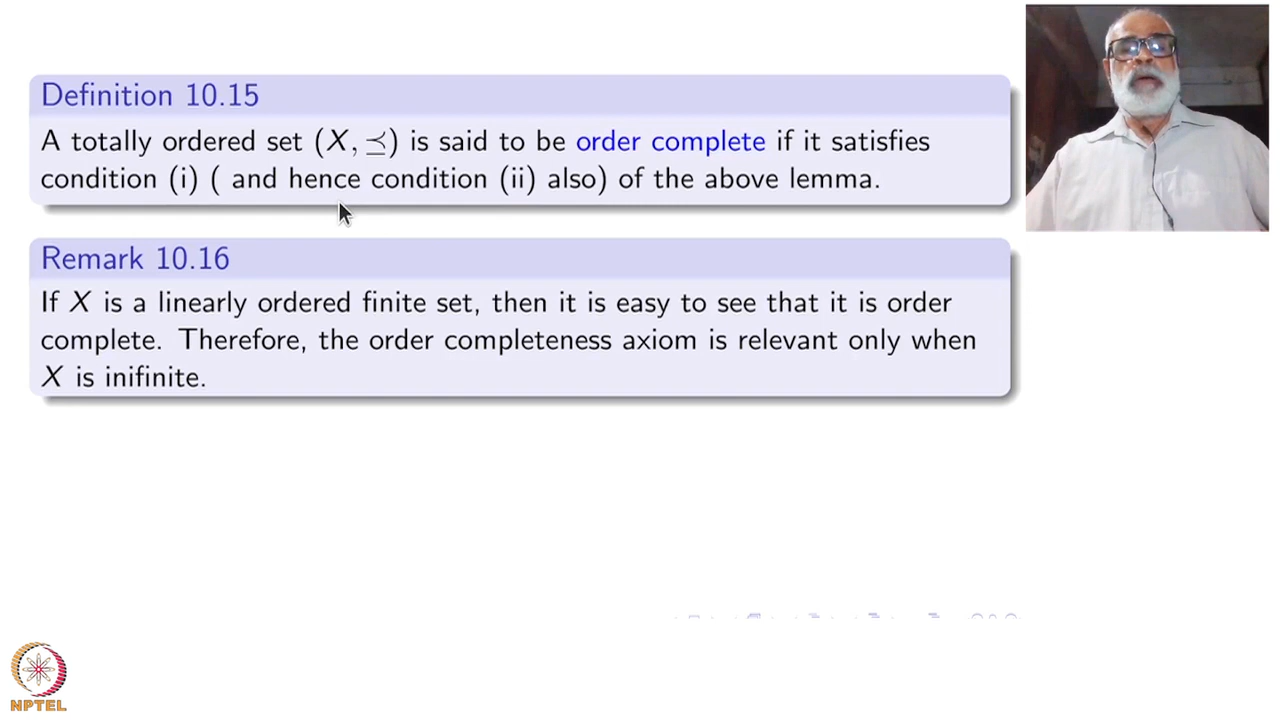 Definition 10.15
A totally ordered set (X, ⪯) is said to be order complete if it satisfies
condition (i) ( and hence condition (ii) also) of the above lemma.
Remark 10.16
If X is a linearly ordered finite set, then it is easy to see that it is order
complete. Therefore, the order completeness axiom is relevant only when
X is inifinite.
NPTEL